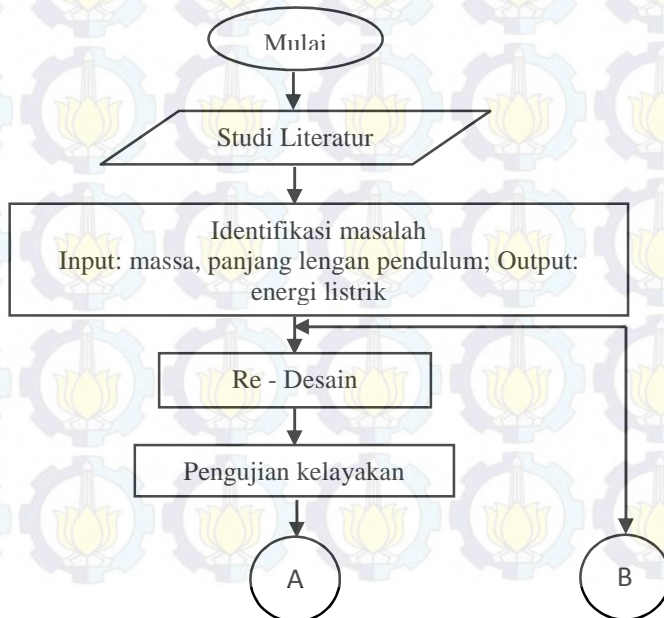 Mulai
Studi Literatur
Identifikasi masalah
Input: massa, panjang lengan pendulum; Output:
energi listrik
Re - Desain
Pengujian kelayakan
A
B